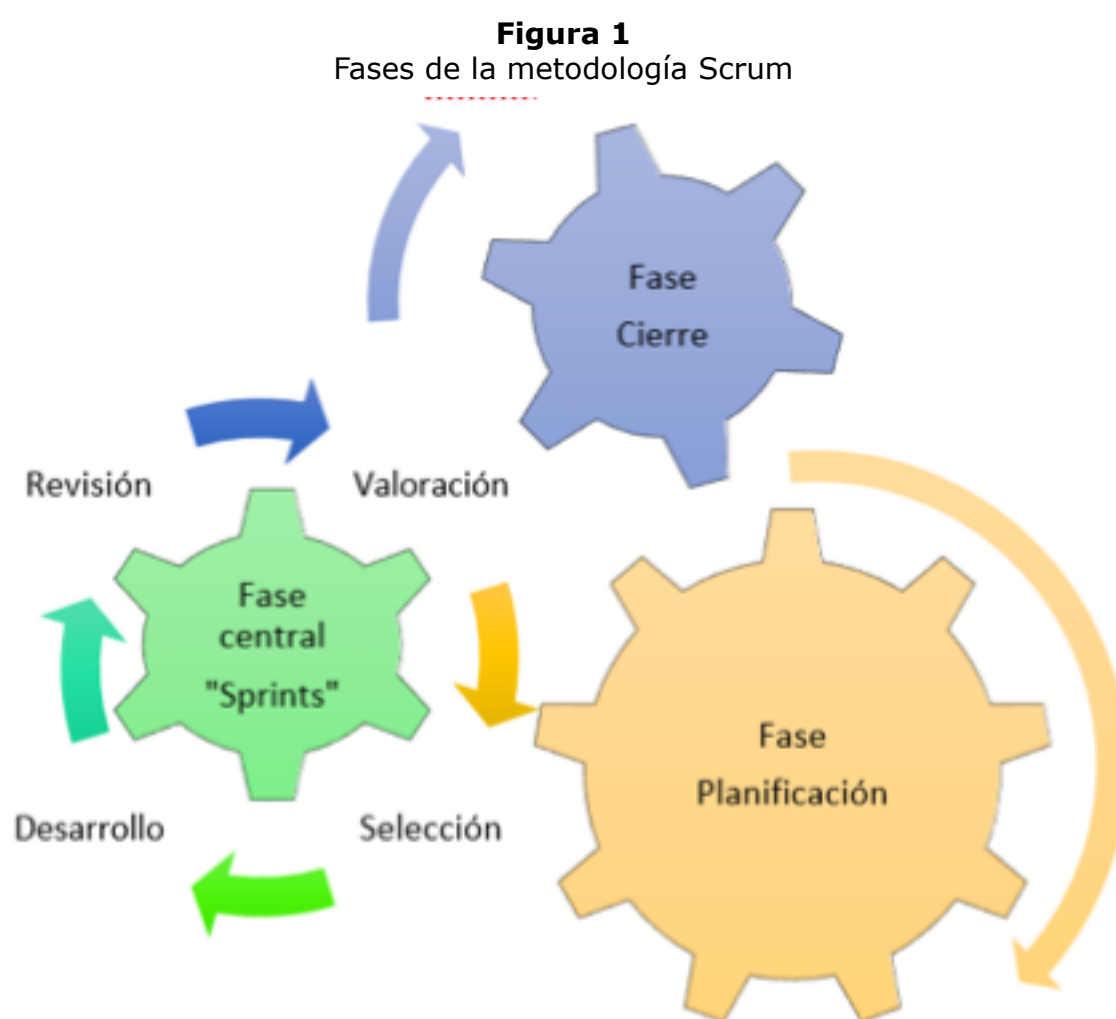 Figura 1
Fases de la metodología Scrum
Fase
Cierre
Revisión
Valoración
Fase
central
"Sprints"
Fase
Planificación
Desarrollo
Selección